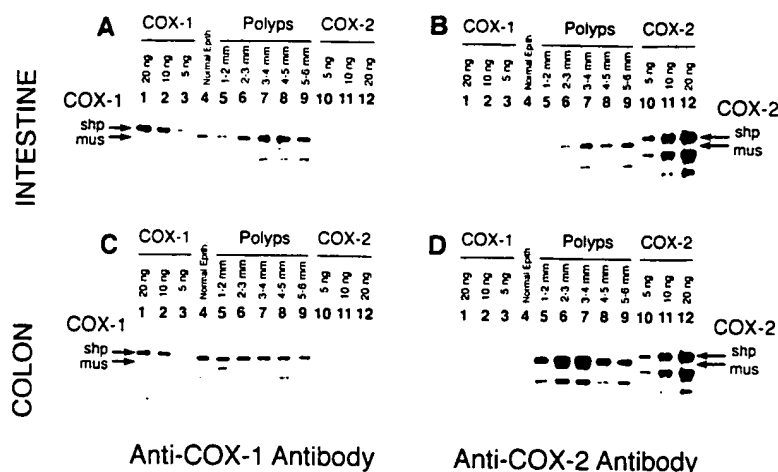 INTESTINE
A
COX-1
Polyps
COX-2
20 ng
10 ng
5 ng
Normal Epith
1-2 mm
2-3 mm
3-4 mm
4-5 mm
5-6 mm
5 ng
10 ng
20 ng
COX-1
1 2 3 4 5 6 7 8 9 10 11 12
shp
mus
B
COX-1
Polyps
COX-2
20 ng
10 ng
5 ng
Normal Epith
1-2 mm
2-3 mm
3-4 mm
4-5 mm
5-6 mm
5 ng
10 ng
20 ng
1 2 3 4 5 6 7 8 9 10 11 12
COX-2
shp
mus
COLON
C
COX-1
Polyps
COX-2
20 ng
10 ng
5 ng
Normal Epith
1-2 mm
2-3 mm
3-4 mm
4-5 mm
5-6 mm
5 ng
10 ng
20 ng
COX-1
1 2 3 4 5 6 7 8 9 10 11 12
shp
mus
D
COX-1
Polyps
COX-2
20 ng
10 ng
5 ng
Normal Epith
1-2 mm
2-3 mm
3-4 mm
4-5 mm
5-6 mm
5 ng
10 ng
20 ng
1 2 3 4 5 6 7 8 9 10 11 12
COX-2
shp
mus
Anti-COX-1 Antibody
Anti-COX-2 Antibody